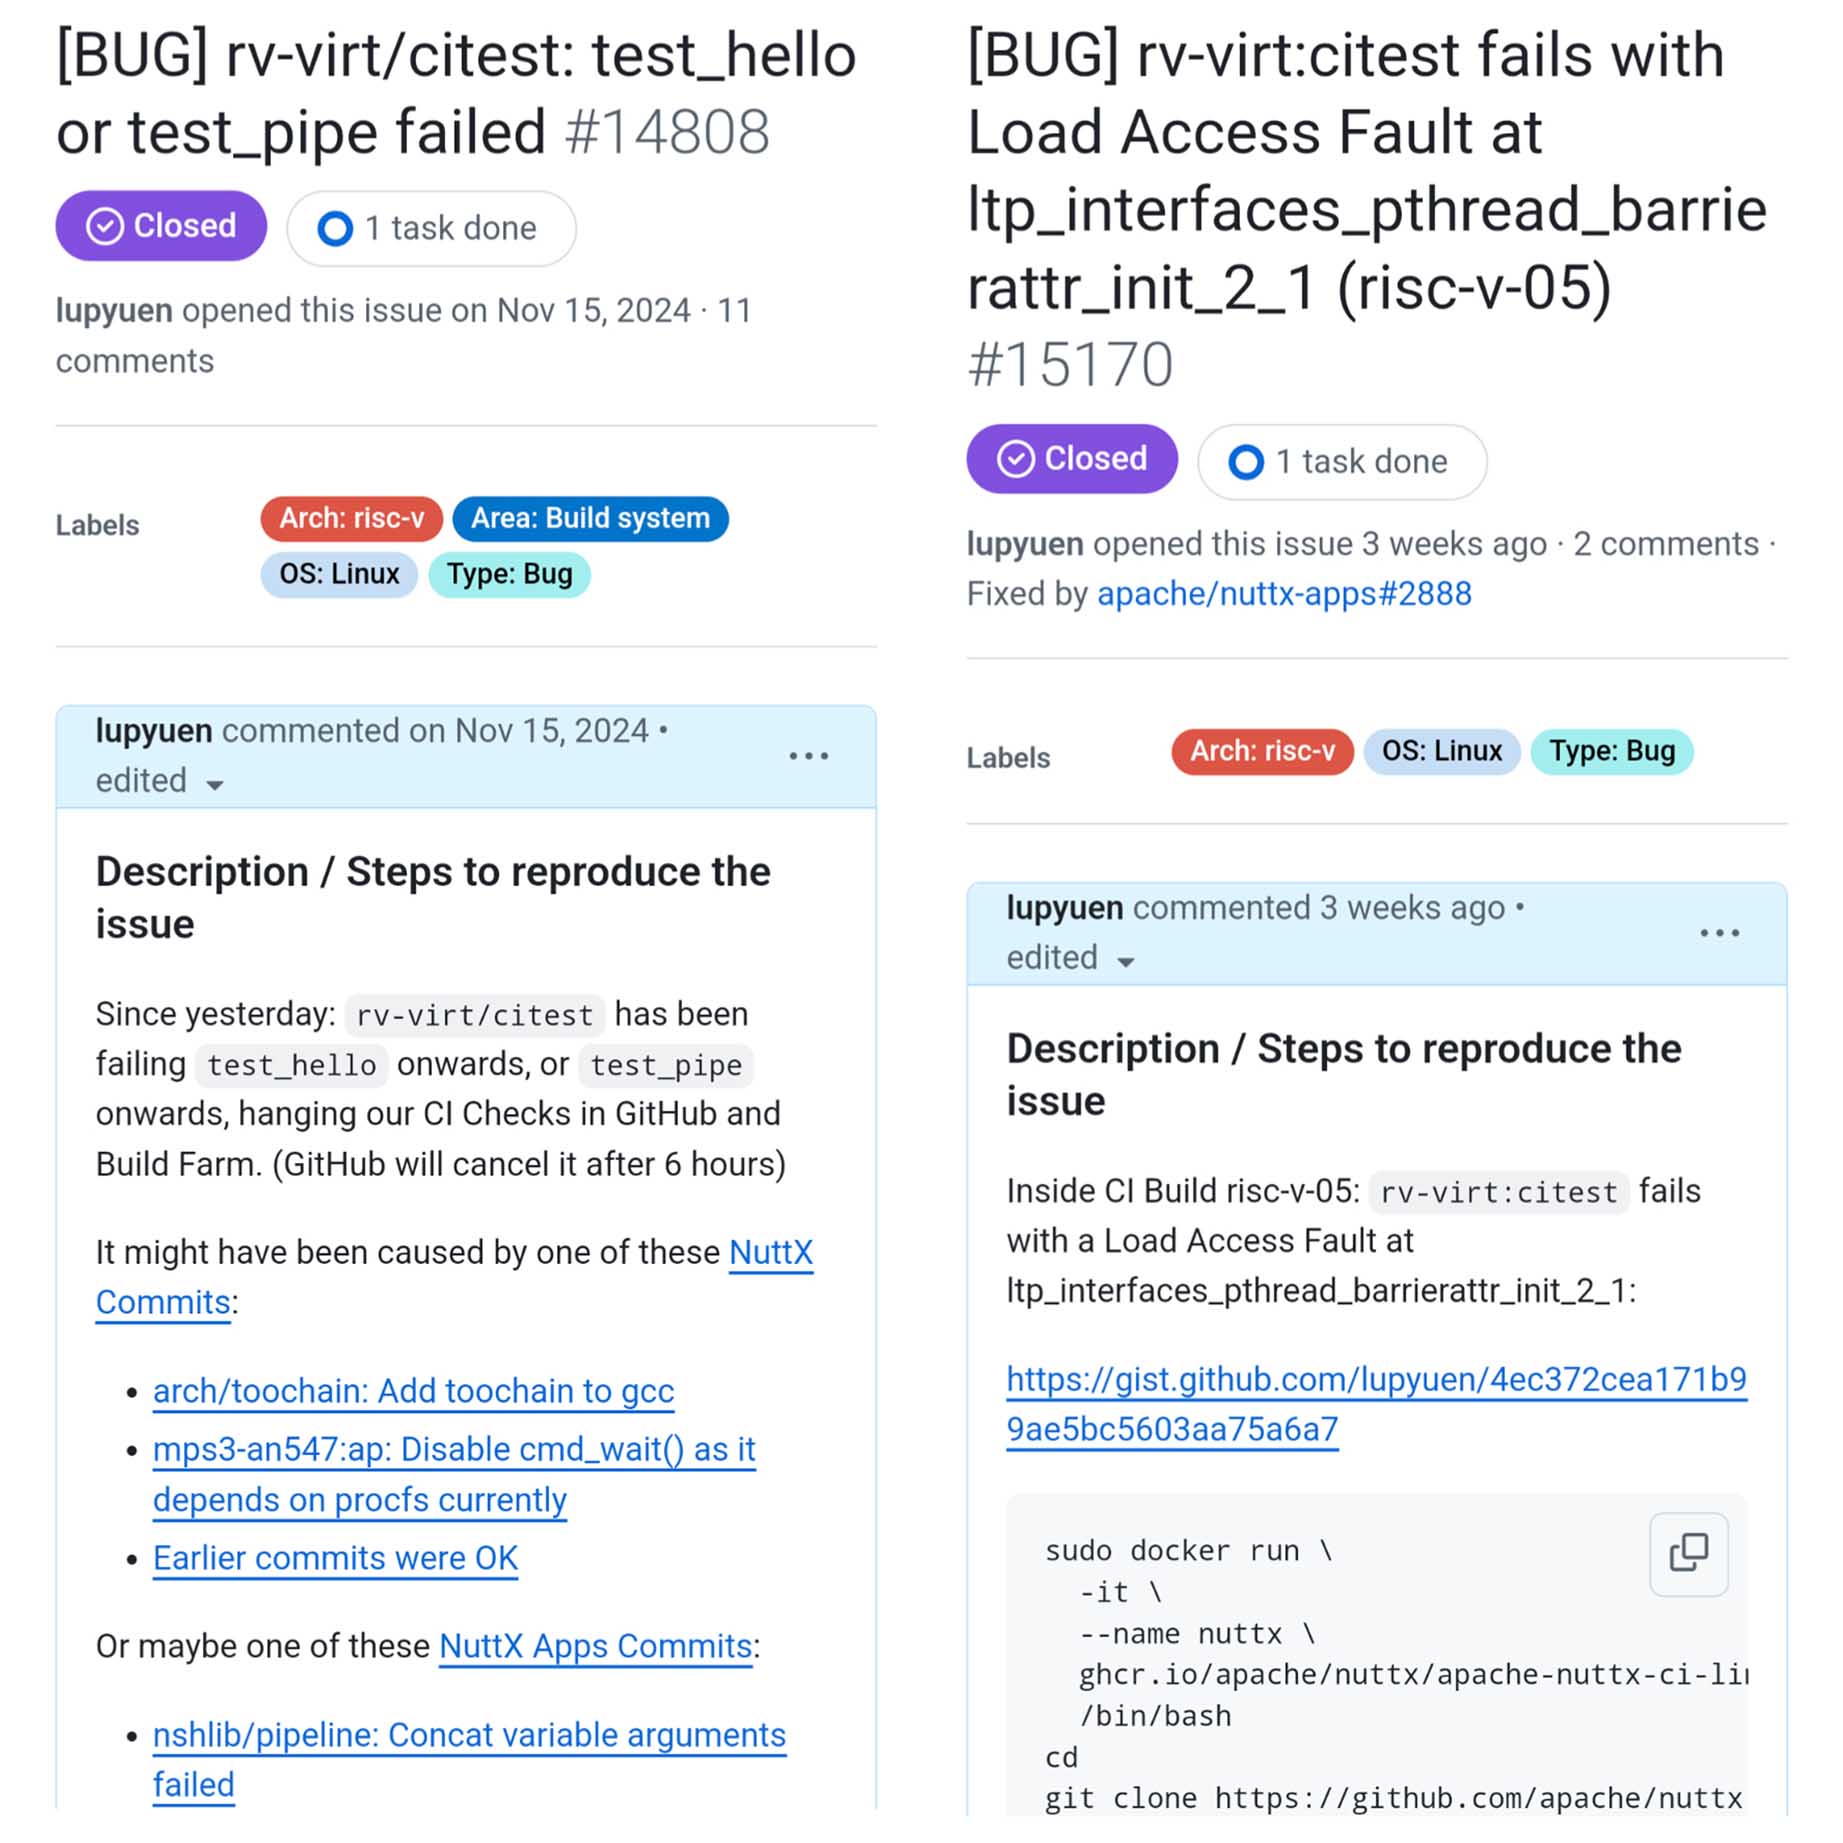 [BUG] rv-virt/citest: test_hello
or test_pipe failed #14808
Closed
1 task done
lupyuen opened this issue on Nov 15, 2024 · 11
comments
Labels
Arch: risc-v
Area: Build system
OS: Linux
Type: Bug
lupyuen commented on Nov 15, 2024 •
edited
Description / Steps to reproduce the
issue
Since yesterday: rv-virt/citest has been
failing test_hello onwards, or test_pipe
onwards, hanging our CI Checks in GitHub and
Build Farm. (GitHub will cancel it after 6 hours)
It might have been caused by one of these NuttX
Commits:
• arch/toochain: Add toochain to gcc
• mps3-an547:ap: Disable cmd_wait() as it
depends on procfs currently
• Earlier commits were OK
Or maybe one of these NuttX Apps Commits:
• nshlib/pipeline: Concat variable arguments
failed
[BUG] rv-virt:citest fails with
Load Access Fault at
ltp_interfaces_pthread_barrie
rattr_init_2_1 (risc-v-05)
#15170
Closed
1 task done
lupyuen opened this issue 3 weeks ago · 2 comments ·
Fixed by apache/nuttx-apps#2888
Labels
Arch: risc-v
OS: Linux
Type: Bug
lupyuen commented 3 weeks ago •
edited
Description / Steps to reproduce the
issue
Inside CI Build risc-v-05: rv-virt:citest fails
with a Load Access Fault at
ltp_interfaces_pthread_barrierattr_init_2_1:
https://gist.github.com/lupyuen/4ec372cea171b9
9ae5bc5603aa75a6a7
sudo docker run \
-it \
--name nuttx \
ghcr.io/apache/nuttx/apache-nuttx-ci-lin
/bin/bash
cd
git clone https://github.com/apache/nuttx